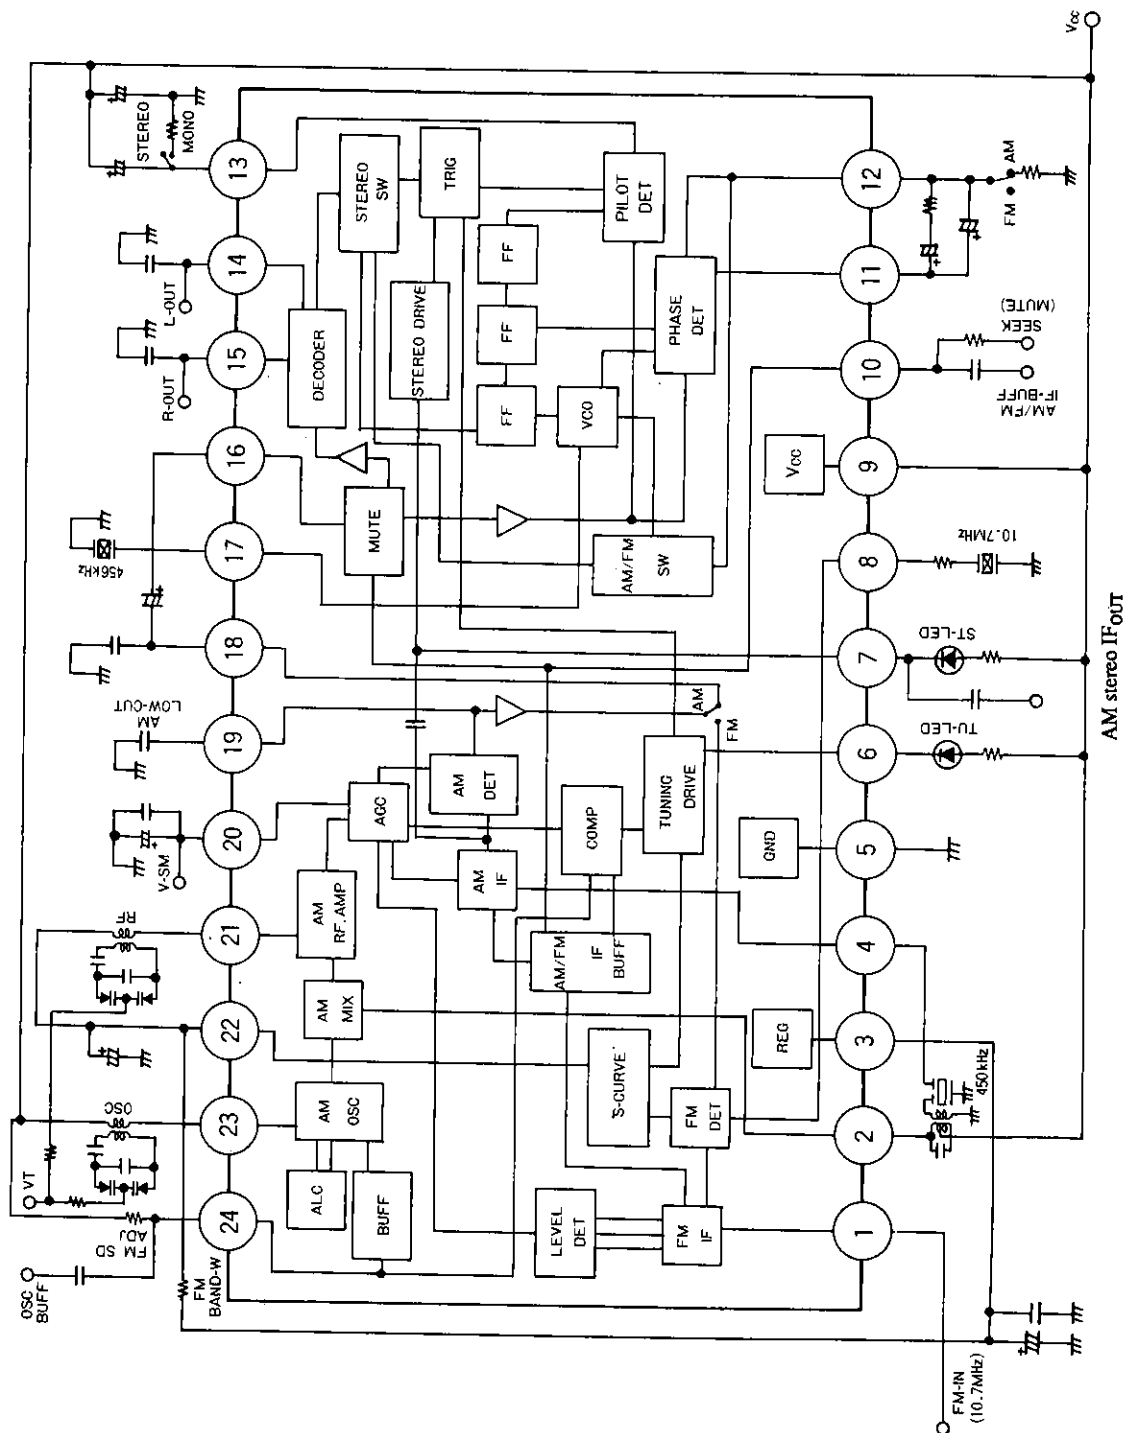 OSC
BUFF
FM SD
ADJ
VT
OSC
RF
V-SM
AM
LOW-CUT
456kHz
R-OUT
L-OUT
STEREO
MONO
Vcc
FM
BAND-W
24
23
22
21
20
19
18
17
16
15
14
13
ALC
BUFF
AM
OSC
AM
MIX
AM
RF.AMP
AGC
AM
DET
AM
IF
COMP
AM/FM
IF
BUFF
TUNING
DRIVE
S-CURVE
FM
DET
LEVEL
DET
FM
IF
AM
FM
MUTE
DECODER
STEREO
SW
TRIG
STEREO DRIVE
FF
FF
FF
VCO
PILOT
DET
PHASE
DET
AM/FM
SW
REG
GND
Vcc
1
2
3
4
5
6
7
8
9
10
11
12
FM-IN
(10.7MHz)
450kHz
TU-LED
ST-LED
10.7MHz
AM/FM
IF-BUFF
SEEK
(MUTE)
FM
AM
AM stereo IFOUT